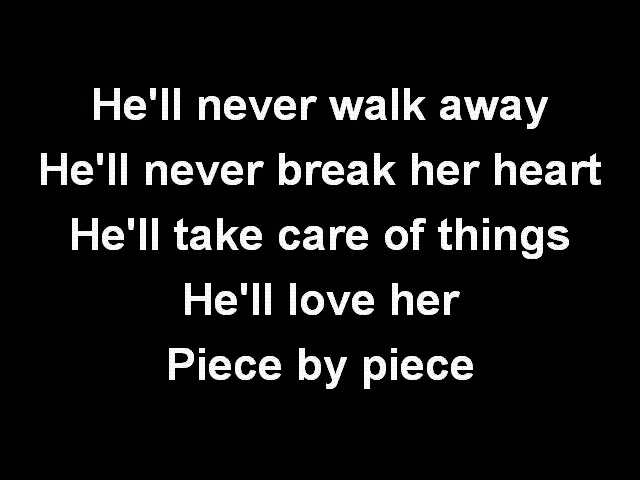 He'll never walk away
He'll never break her heart
He'll take care of things
He'll love her
Piece by piece